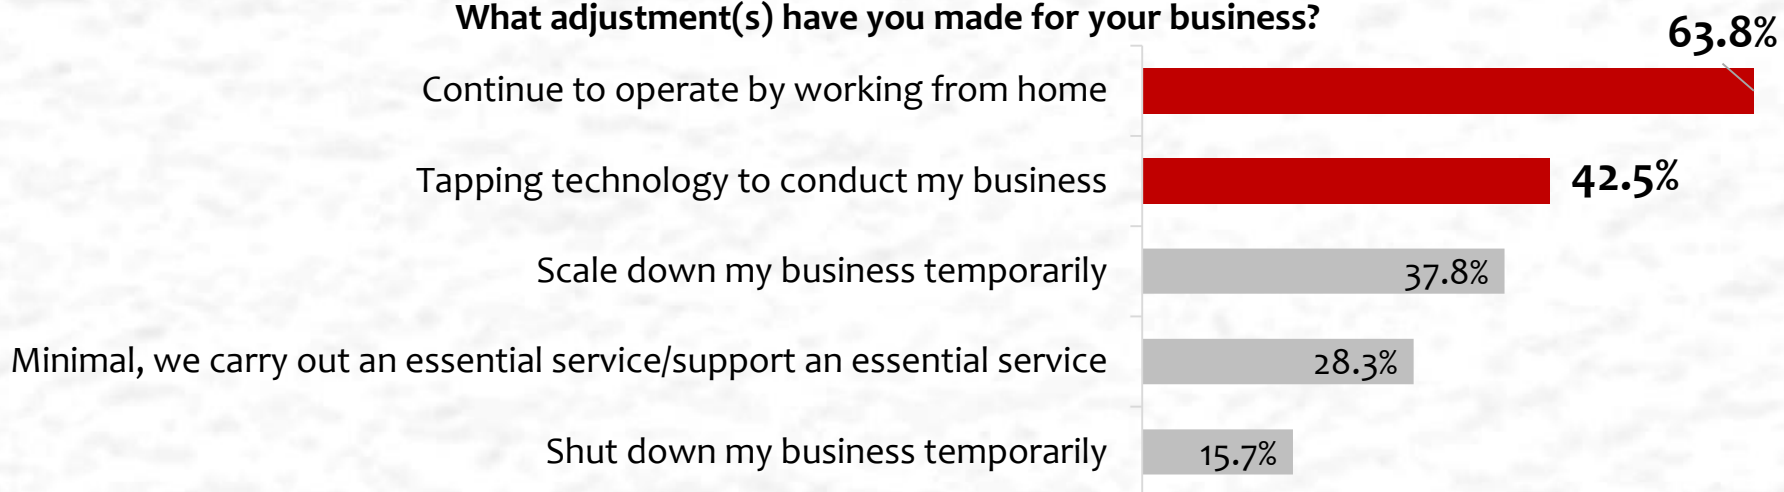 What adjustment(s) have you made for your business?
63.8%
Continue to operate by working from home
Tapping technology to conduct my business
42.5%
Scale down my business temporarily
37.8%
Minimal, we carry out an essential service/support an essential service
28.3%
Shut down my business temporarily
15.7%